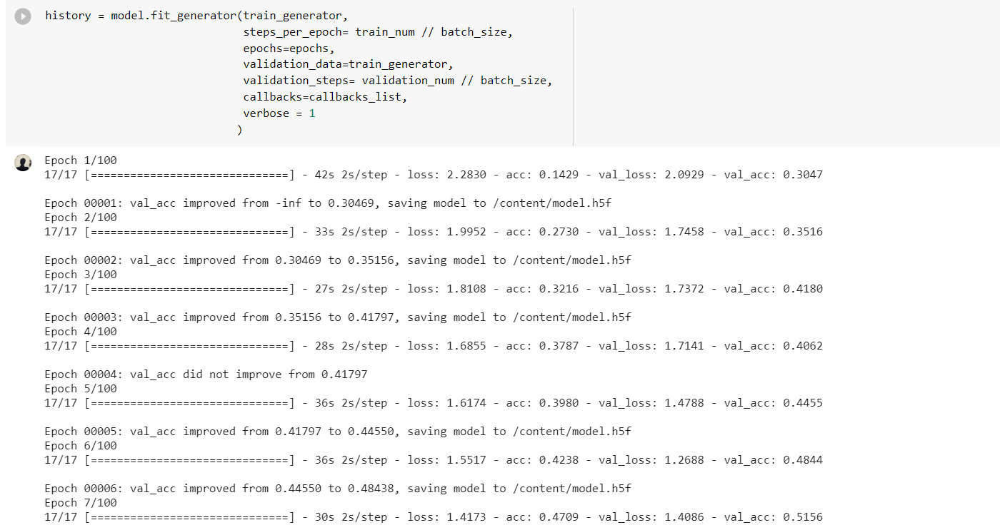 history = model.fit_generator(train_generator,
steps_per_epoch= train_num // batch_size,
epochs=epochs,
validation_data=train_generator,
validation_steps= validation_num // batch_size,
callbacks=callbacks_list,
verbose = 1
)
Epoch 1/100
17/17 [==============================] - 42s 2s/step - loss: 2.2830 - acc: 0.1429 - val_loss: 2.0929 - val_acc: 0.3047
Epoch 00001: val_acc improved from -inf to 0.30469, saving model to /content/model.h5f
Epoch 2/100
17/17 [==============================] - 33s 2s/step - loss: 1.9952 - acc: 0.2730 - val_loss: 1.7458 - val_acc: 0.3516
Epoch 00002: val_acc improved from 0.30469 to 0.35156, saving model to /content/model.h5f
Epoch 3/100
17/17 [==============================] - 27s 2s/step - loss: 1.8108 - acc: 0.3216 - val_loss: 1.7372 - val_acc: 0.4180
Epoch 00003: val_acc improved from 0.35156 to 0.41797, saving model to /content/model.h5f
Epoch 4/100
17/17 [==============================] - 28s 2s/step - loss: 1.6855 - acc: 0.3787 - val_loss: 1.7141 - val_acc: 0.4062
Epoch 00004: val_acc did not improve from 0.41797
Epoch 5/100
17/17 [==============================] - 36s 2s/step - loss: 1.6174 - acc: 0.3980 - val_loss: 1.4788 - val_acc: 0.4455
Epoch 00005: val_acc improved from 0.41797 to 0.44550, saving model to /content/model.h5f
Epoch 6/100
17/17 [==============================] - 36s 2s/step - loss: 1.5517 - acc: 0.4238 - val_loss: 1.2688 - val_acc: 0.4844
Epoch 00006: val_acc improved from 0.44550 to 0.48438, saving model to /content/model.h5f
Epoch 7/100
17/17 [==============================] - 30s 2s/step - loss: 1.4173 - acc: 0.4709 - val_loss: 1.4086 - val_acc: 0.5156